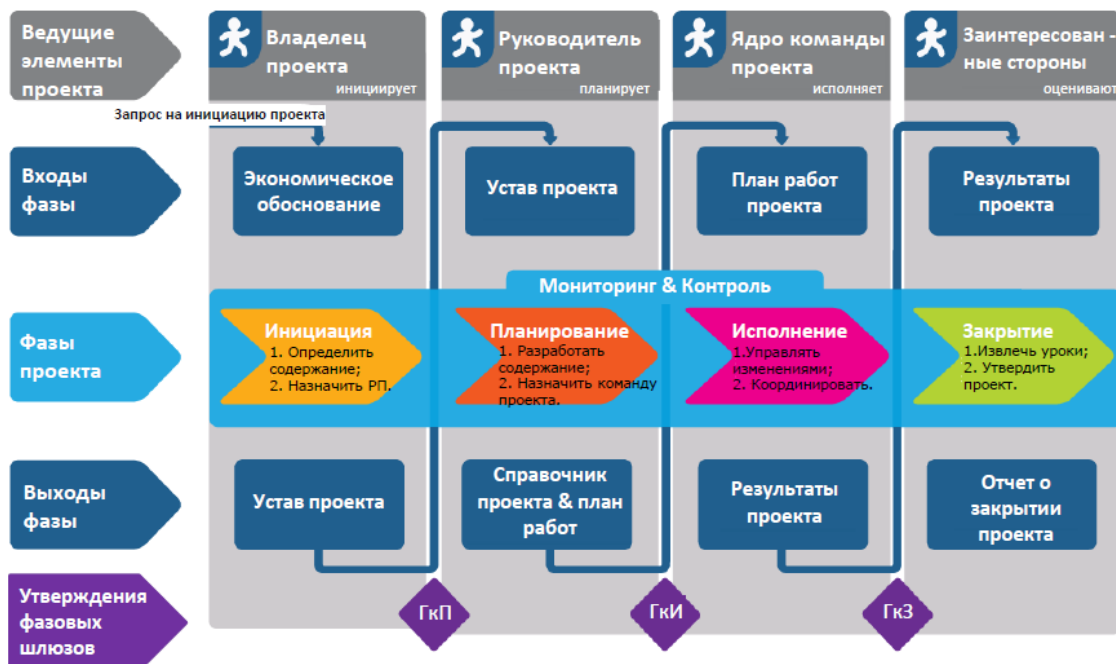 Ведущие
элементы
проекта
Владелец
проекта
инициирует
Руководитель
проекта
планирует
Ядро команды
проекта
исполняет
Заинтересован -
ные стороны
оценивают
Запрос на инициацию проекта
Входы
фазы
Экономическое
обоснование
Устав проекта
План работ
проекта
Результаты
проекта
Мониторинг & Контроль
Фазы
проекта
Инициация
1. Определить
содержание;
2. Назначить РП.
Планирование
1. Разработать
содержание;
2. Назначить команду
проекта.
Исполнение
1.Управлять
изменениями;
2. Координировать.
Закрытие
1.Извлечь уроки;
2. Утвердить
проект.
Выходы
фазы
Устав проекта
Справочник
проекта & план
работ
Результаты
проекта
Отчет о
закрытии
проекта
Утверждения
фазовых
шлюзов
ГкП
ГкИ
ГкЗ